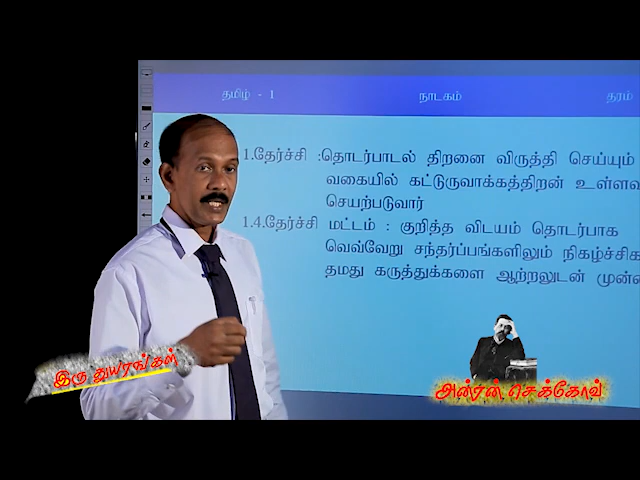 தமிழ் - 1 நாடகம் தரம்
1.தேர்ச்சி :தொடர்பாடல் திறனை விருத்தி செய்யும்
வகையில் கட்டுருவாக்கத்திறன் உள்ளவ
செயற்படுவார்
1.4.தேர்ச்சி மட்டம் : குறித்த விடயம் தொடர்பாக
வெவ்வேறு சந்தர்ப்பங்களிலும் நிகழ்ச்சிக
தமது கருத்துக்களை ஆற்றலுடன் முன்
இரு துயரங்கள்
அன்ரன் செக்கோவ்